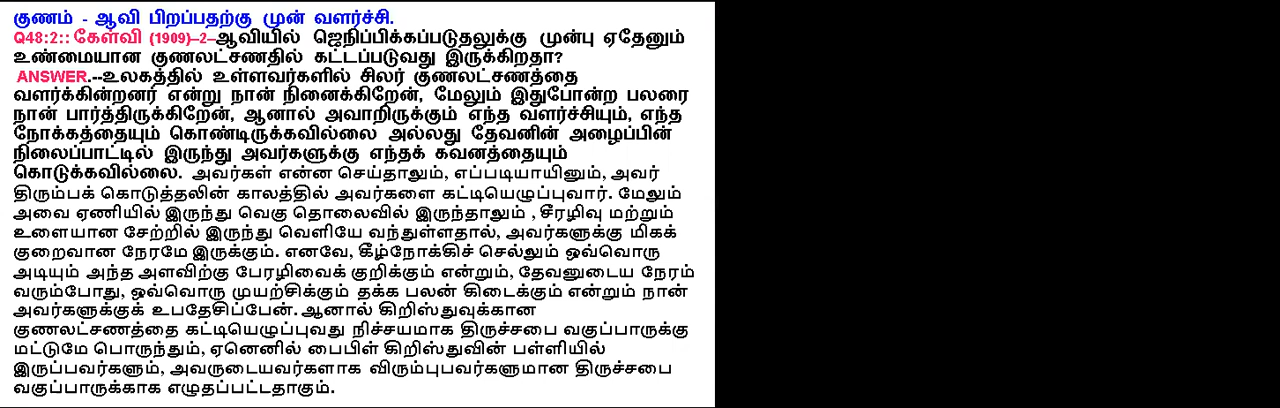 குணம் - ஆவி பிறப்பதற்கு முன் வளர்ச்சி.
Q48:2:: கேள்வி (1909)--2--ஆவியில் ஜெநிப்பிக்கப்படுதலுக்கு முன்பு ஏதேனும்
உண்மையான குணலட்சணதில் கட்டப்படுவது இருக்கிறதா?
ANSWER.--உலகத்தில் உள்ளவர்களில் சிலர் குணலட்சணத்தை
வளர்க்கின்றனர் என்று நான் நினைக்கிறேன், மேலும் இதுபோன்ற பலரை
நான் பார்த்திருக்கிறேன், ஆனால் அவாறிருக்கும் எந்த வளர்ச்சியும், எந்த
நோக்கத்தையும் கொண்டிருக்கவில்லை அல்லது தேவனின் அழைப்பின்
நிலைப்பாட்டில் இருந்து அவர்களுக்கு எந்தக் கவனத்தையும்
கொடுக்கவில்லை. அவர்கள் என்ன செய்தாலும், எப்படியாயினும், அவர்
திரும்பக் கொடுத்தலின் காலத்தில் அவர்களை கட்டியெழுப்புவார். மேலும்
அவை ஏணியில் இருந்து வெகு தொலைவில் இருந்தாலும் , சீரழிவு மற்றும்
உளையான சேற்றில் இருந்து வெளியே வந்துள்ளதால், அவர்களுக்கு மிகக்
குறைவான நேரமே இருக்கும். எனவே, கீழ்நோக்கிச் செல்லும் ஒவ்வொரு
அடியும் அந்த அளவிற்கு பேரழிவைக் குறிக்கும் என்றும், தேவனுடைய நேரம்
வரும்போது, ஒவ்வொரு முயற்சிக்கும் தக்க பலன் கிடைக்கும் என்றும் நான்
அவர்களுக்குக் உபதேசிப்பேன். ஆனால் கிறிஸ்துவுக்கான
குணலட்சணத்தை கட்டியெழுப்புவது நிச்சயமாக திருச்சபை வகுப்பாருக்கு
மட்டுமே பொருந்தும், ஏனெனில் பைபிள் கிறிஸ்துவின் பள்ளியில்
இருப்பவர்களும், அவருடையவர்களாக விரும்புபவர்களுமான திருச்சபை
வகுப்பாருக்காக எழுதப்பட்டதாகும்.